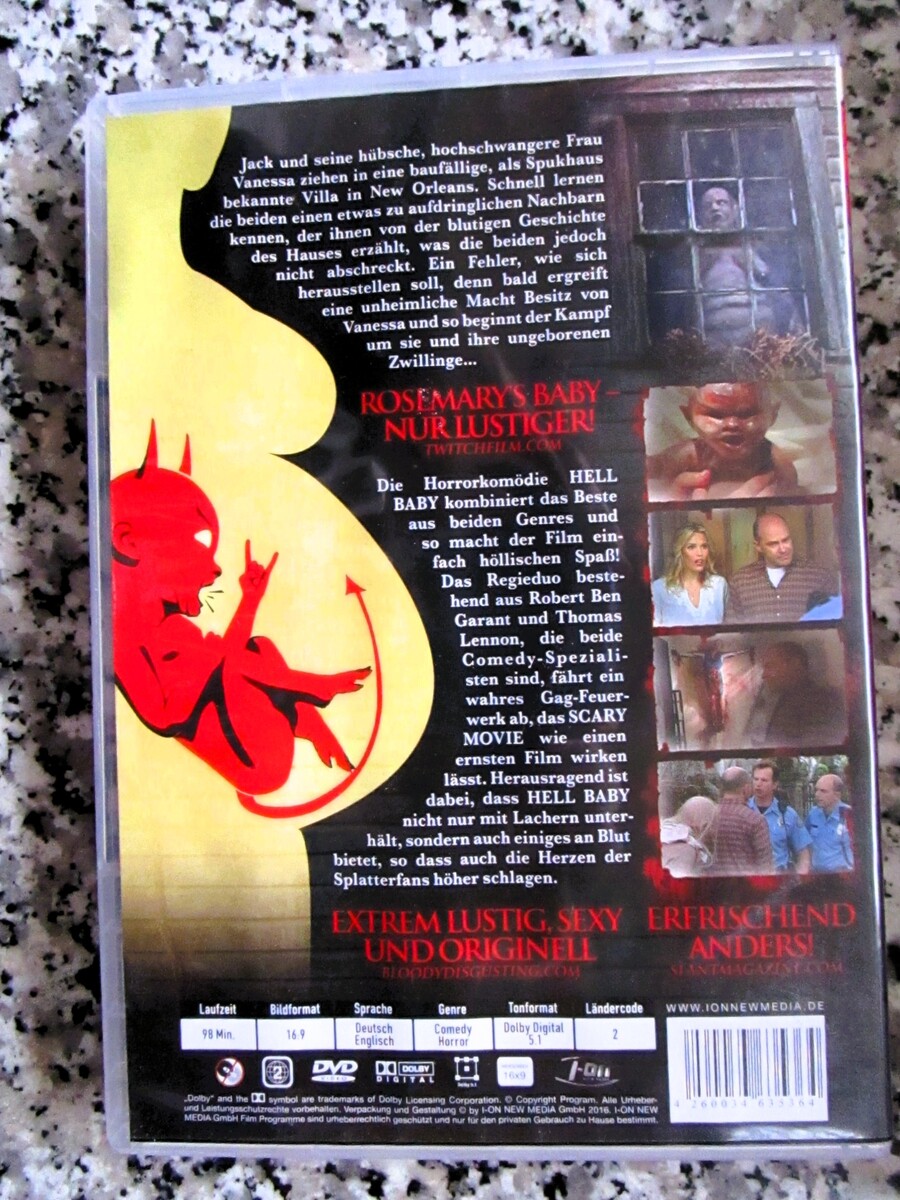 Jack und seine hübsche, hochschwangere Frau
Vanessa ziehen in eine baufällige, als Spukhaus
bekannte Villa in New Orleans. Schnell lernen
die beiden einen etwas zu aufdringlichen Nachbarn
kennen, der ihnen von der blutigen Geschichte
des Hauses erzählt, was die beiden jedoch
nicht abschreckt. Ein Fehler, wie sich
herausstellen soll, denn bald ergreift
eine unheimliche Macht Besitz von
Vanessa und so beginnt der Kampf
um sie und ihre ungeborenen
Zwillinge...
ROSEMARY'S BABY –
NUR LUSTIGER!
TWITCHFILM.COM
Die Horrorkomödie HELL
BABY kombiniert das Beste
aus beiden Genres und
so macht der Film ein-
fach höllischen Spaß!
Das Regieduo beste-
hend aus Robert Ben
Garant und Thomas
Lennon, die beide
Comedy-Speziali-
sten sind, fährt ein
wahres Gag-Feuer-
werk ab, das SCARY
MOVIE wie einen
ernsten Film wirken
lässt. Herausragend ist
dabei, dass HELL BABY
nicht nur mit Lachern unter-
hält, sondern auch einiges an Blut
bietet, so dass auch die Herzen der
Splatterfans höher schlagen.
EXTREM LUSTIG, SEXY
UND ORIGINELL
BLOODYDISGUSTING.COM
ERFRISCHEND
ANDERS!
SLANTMAGAZINE.COM
Laufzeit Bildformat Sprache Genre Tonformat Ländercode
98 Min. 16:9 Deutsch Englisch Comedy Horror Dolby Digital 5.1 2
WWW.IONNEWMEDIA.DE
2 DVD VIDEO DOLBY DIGITAL 16x9 I-ON
4 260034 635364
„Dolby" and the symbol are trademarks of Dolby Licensing Corporation. © Copyright Program. Alle Urheber-
und Leistungsschutzrechte vorbehalten. Verpackung und Gestaltung © by I-ON NEW MEDIA GmbH 2016. I-ON NEW
MEDIA GmbH Film Programme sind urheberrechtlich geschützt und nur für den privaten Gebrauch zu Hause bestimmt.